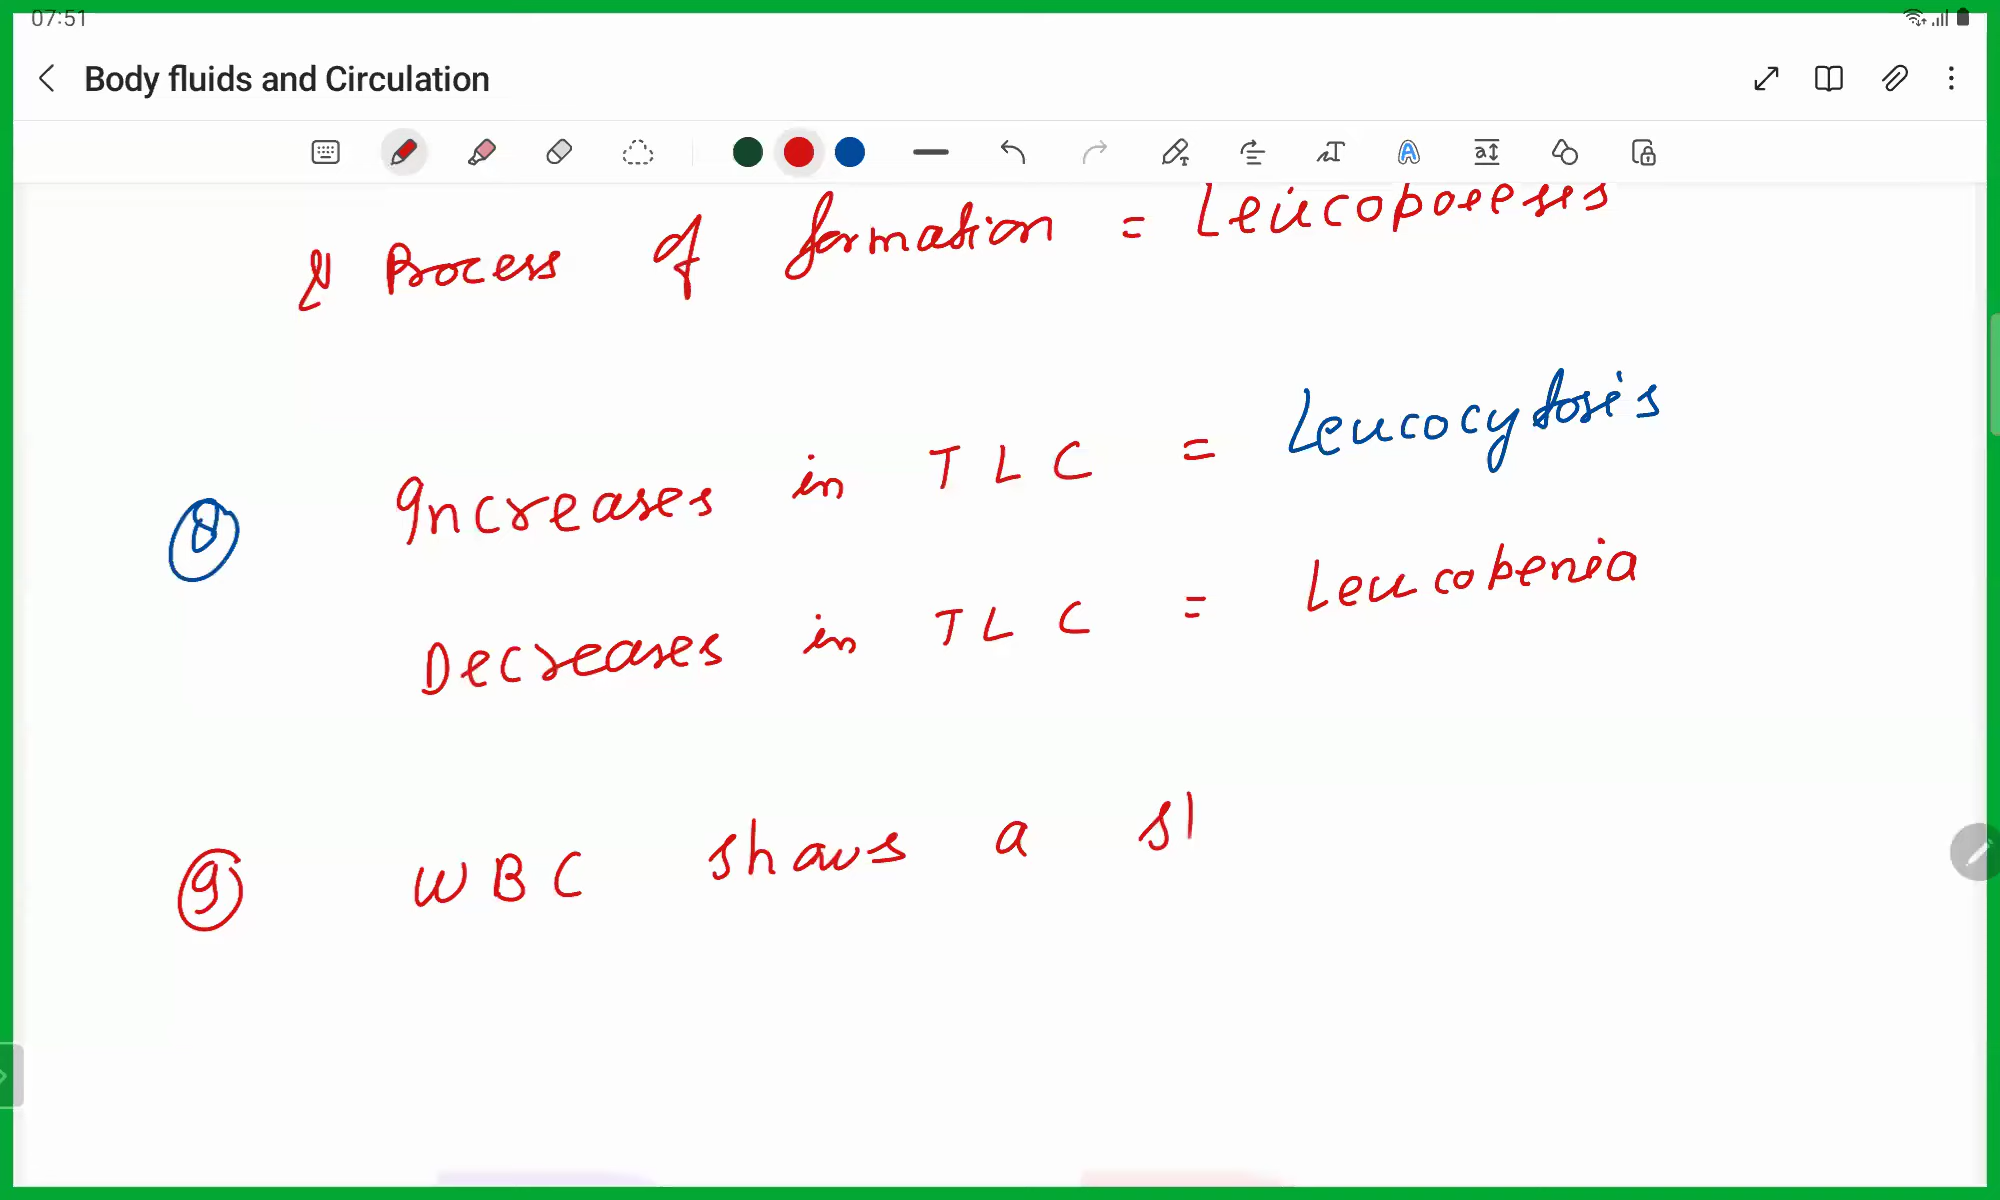 07:51
Body fluids and Circulation
& Process of formation = Leucopoeesis
8 Increases in TLC = Leucocytosis
Decreases in TLC = Leucopenia
9 WBC shows a sl